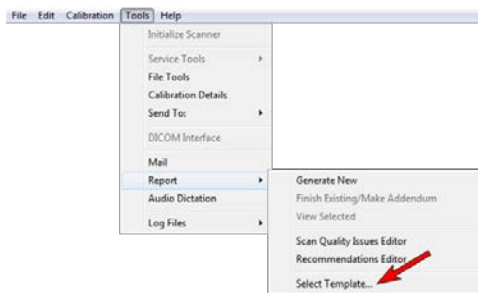 File Edit Calibration Tools Help
Initialize Scanner
Service Tools
File Tools
Calibration Details
Send To:
DICOM Interface
Mail
Report
Audio Dictation
Log Files
Generate New
Finish Existing/Make Addendum
View Selected
Scan Quality Issues Editor
Recommendations Editor
Select Template...